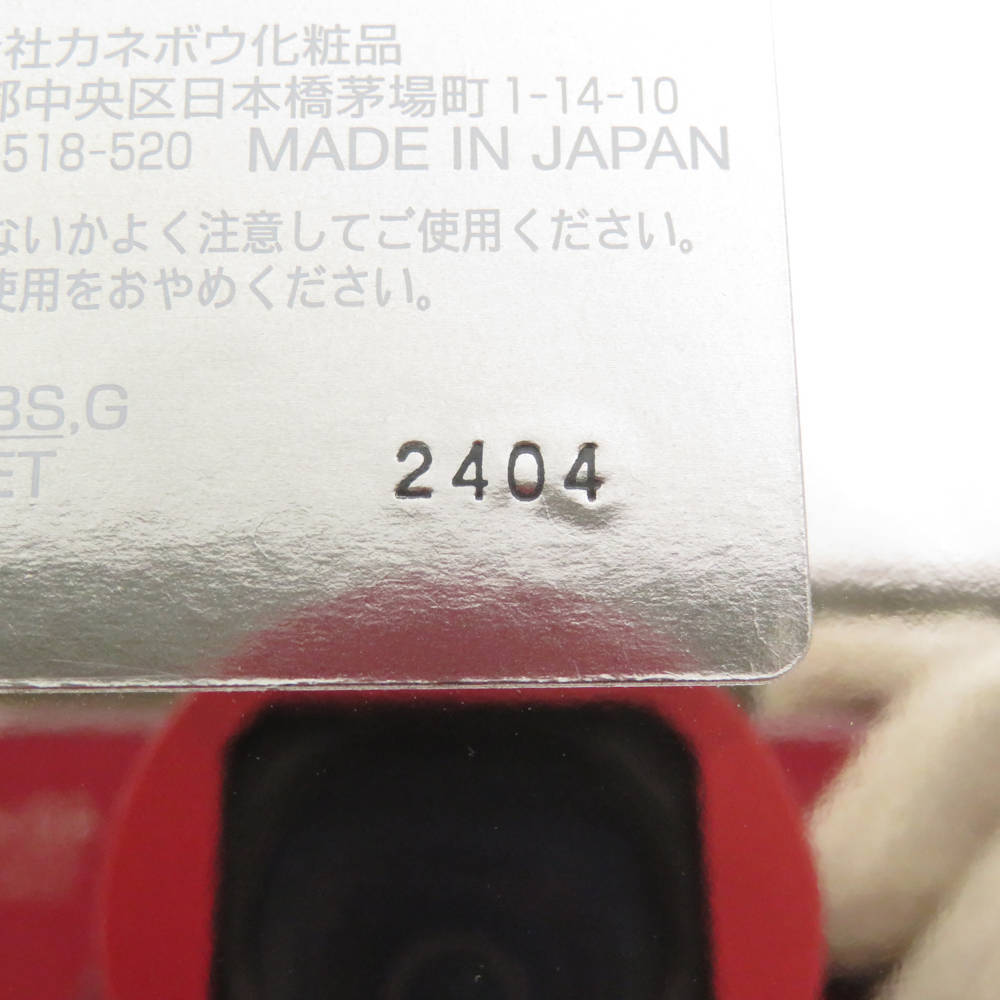 社カネボウ化粧品
都中央区日本橋茅場町1-14-10
518-520 MADE IN JAPAN
ないかよく注意してご使用ください。
使用をおやめください。
BS,G
ET
2404